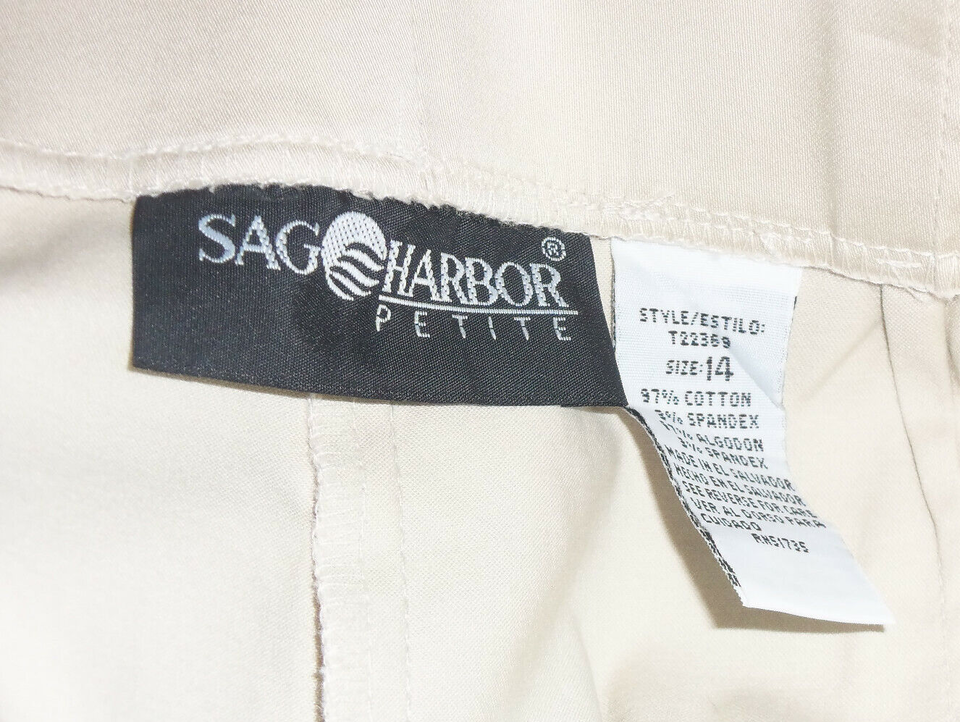 SAG HARBOR®
PETITE
STYLE/ESTILO:
T22369
SIZE:14
97% COTTON
3% SPANDEX
97% ALGODON
3% SPANDEX
MADE IN EL SALVADOR
HECHO EN EL SALVADOR
SEE REVERSE FOR CARE
VER AL DORSO PARA
CUIDADO
RN51735